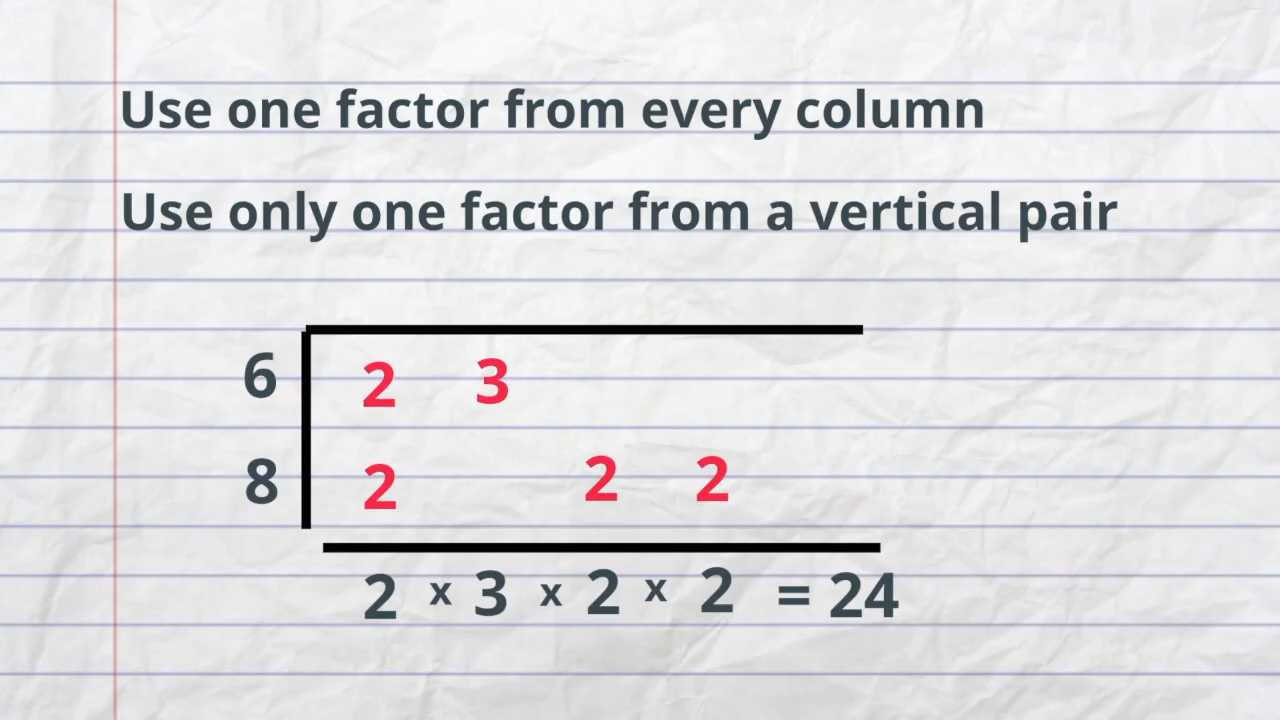 Use one factor from every column
Use only one factor from a vertical pair
6 2 3
8 2 2 2
2 x 3 x 2 x 2 = 24